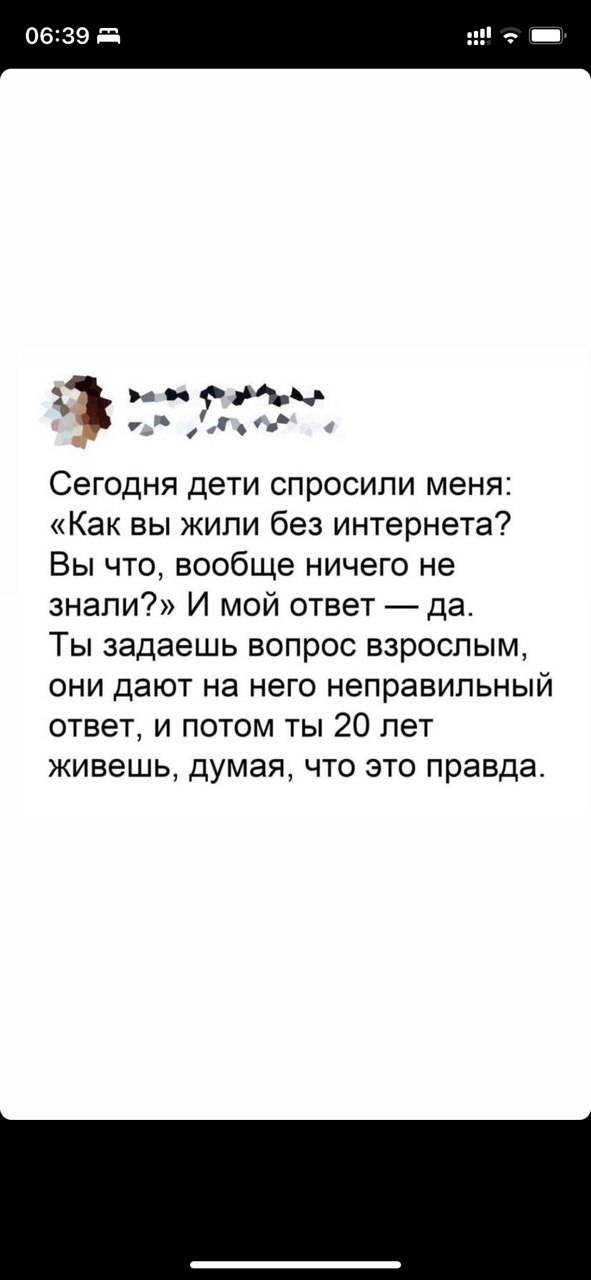 06:39
Сегодня дети спросили меня:
«Как вы жили без интернета?
Вы что, вообще ничего не
знали?» И мой ответ — да.
Ты задаешь вопрос взрослым,
они дают на него неправильный
ответ, и потом ты 20 лет
живешь, думая, что это правда.